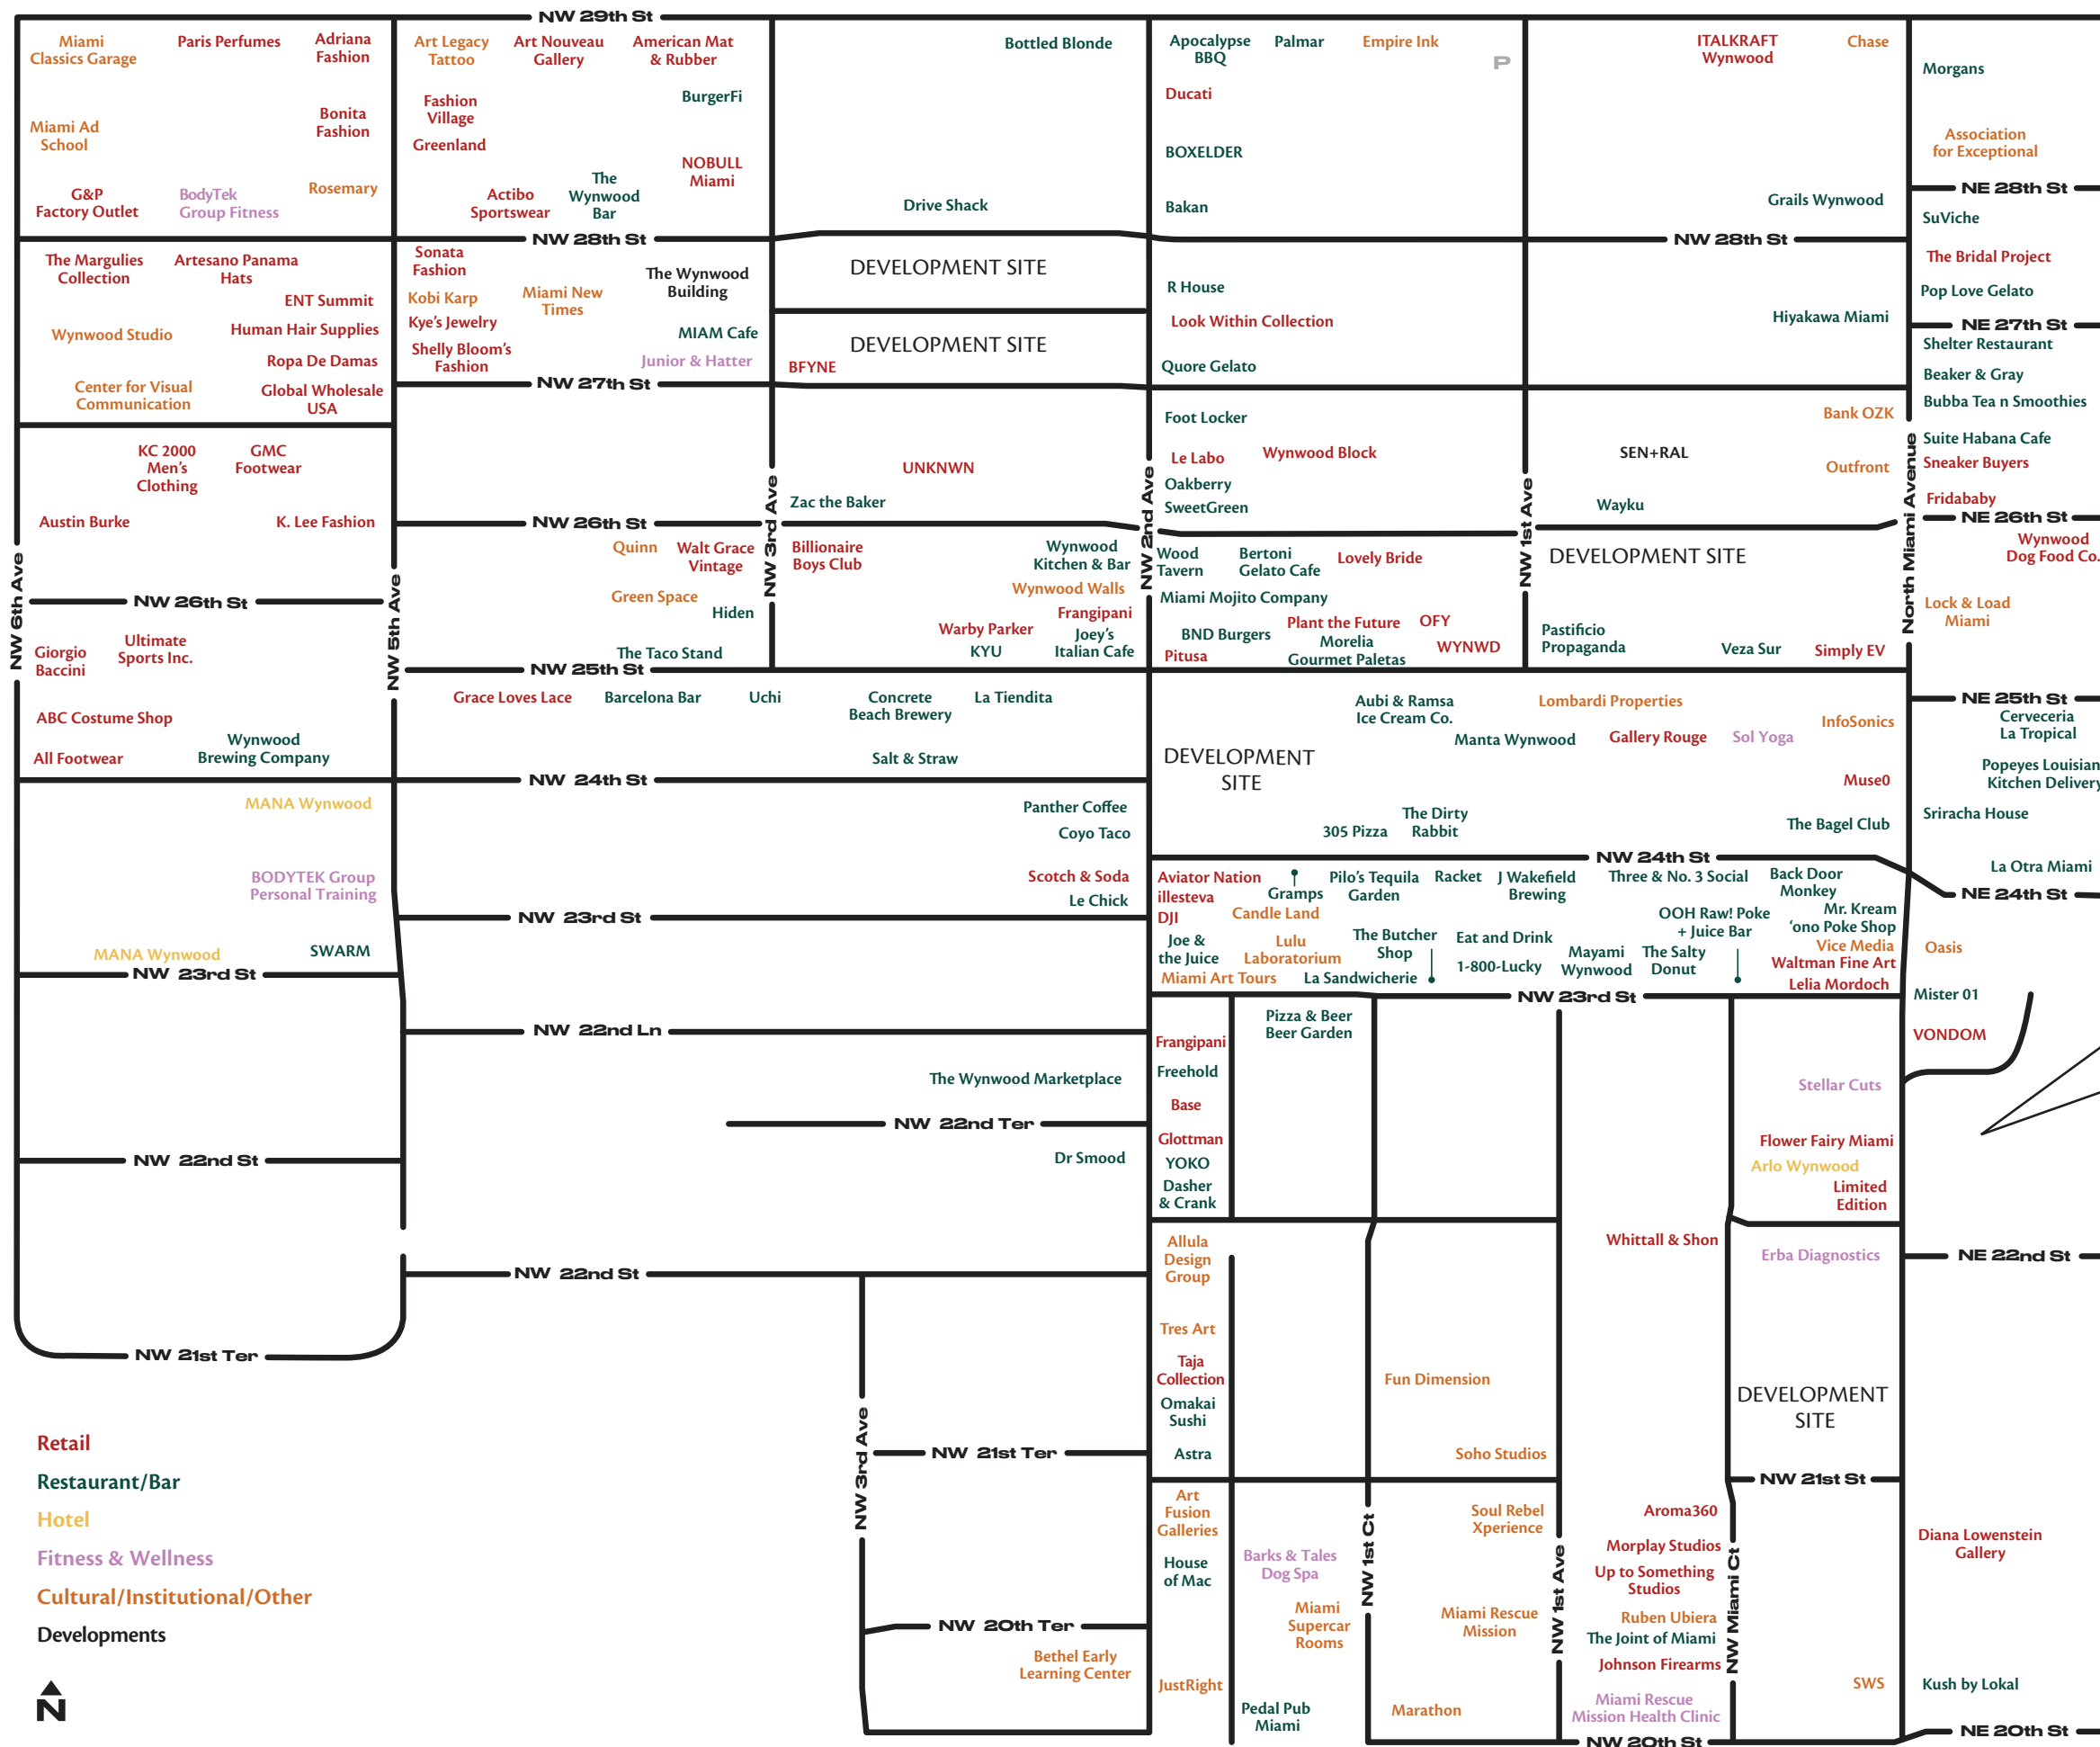 NW 29th St
Miami
Classics Garage
Paris Perfumes
Adriana
Fashion
Miami Ad
School
Bonita
Fashion
G&P
Factory Outlet
BodyTek
Group Fitness
Rosemary
Art Legacy
Tattoo
Art Nouveau
Gallery
American Mat
& Rubber
Fashion
Village
BurgerFi
Greenland
NOBULL
Miami
Actibo
Sportswear
The
Wynwood
Bar
Bottled Blonde
Drive Shack
Apocalypse
BBQ
Palmar
Empire Ink
P
Ducati
BOXELDER
Bakan
ITALKRAFT
Wynwood
Chase
Grails Wynwood
Morgans
Association
for Exceptional
NE 28th St
SuViche
NW 28th St
NW 28th St
The Margulies
Collection
Artesano Panama
Hats
ENT Summit
Wynwood Studio
Human Hair Supplies
Ropa De Damas
Center for Visual
Communication
Global Wholesale
USA
Sonata
Fashion
The Wynwood
Building
Kobi Karp
Miami New
Times
Kye's Jewelry
MIAM Cafe
Shelly Bloom's
Fashion
Junior & Hatter
NW 27th St
DEVELOPMENT SITE
DEVELOPMENT SITE
BFYNE
R House
Look Within Collection
Quore Gelato
Hiyakawa Miami
The Bridal Project
Pop Love Gelato
NE 27th St
Shelter Restaurant
Beaker & Gray
Bubba Tea n Smoothies
Suite Habana Cafe
Sneaker Buyers
Fridababy
NE 26th St
KC 2000
Men's
Clothing
GMC
Footwear
Austin Burke
K. Lee Fashion
NW 26th St
UNKNWN
Zac the Baker
Foot Locker
Le Labo
Wynwood Block
Oakberry
SweetGreen
Bank OZK
SEN+RAL
Outfront
Wayku
NW 6th Ave
NW 5th Ave
NW 3rd Ave
NW 2nd Ave
NW 1st Ave
North Miami Avenue
NW 26th St
Giorgio
Baccini
Ultimate
Sports Inc.
ABC Costume Shop
Wynwood
Brewing Company
All Footwear
Quinn
Walt Grace
Vintage
Green Space
Hiden
The Taco Stand
NW 25th St
Billionaire
Boys Club
Wynwood
Kitchen & Bar
Wynwood Walls
Frangipani
Warby Parker
KYU
Joey's
Italian Cafe
Wood
Tavern
Bertoni
Gelato Cafe
Lovely Bride
Miami Mojito Company
BND Burgers
Plant the Future
OFY
Pitusa
Morelia
Gourmet Paletas
WYNWD
DEVELOPMENT SITE
Pastificio
Propaganda
Veza Sur
Simply EV
Wynwood
Dog Food Co.
Lock & Load
Miami
NE 25th St
Cerveceria
La Tropical
Popeyes Louisian
Kitchen Delivery
Sriracha House
La Otra Miami
NE 24th St
Grace Loves Lace
Barcelona Bar
Uchi
Concrete
Beach Brewery
La Tiendita
Salt & Straw
NW 24th St
DEVELOPMENT
SITE
Aubi & Ramsa
Ice Cream Co.
Lombardi Properties
InfoSonics
Manta Wynwood
Gallery Rouge
Sol Yoga
Muse0
305 Pizza
The Dirty
Rabbit
The Bagel Club
NW 24th St
MANA Wynwood
BODYTEK Group
Personal Training
MANA Wynwood
SWARM
NW 23rd St
Panther Coffee
Coyo Taco
Scotch & Soda
Le Chick
NW 23rd St
Aviator Nation
illesteva
DJI
Gramps
Candle Land
Pilo's Tequila
Garden
Racket
J Wakefield
Brewing
Three & No. 3 Social
Back Door
Monkey
Mr. Kream
'ono Poke Shop
OOH Raw! Poke
+ Juice Bar
Vice Media
Joe &
the Juice
Lulu
Laboratorium
The Butcher
Shop
Eat and Drink
1-800-Lucky
Mayami
Wynwood
The Salty
Donut
Waltman Fine Art
Miami Art Tours
La Sandwicherie
Lelia Mordoch
NW 23rd St
Oasis
Mister 01
VONDOM
NW 22nd Ln
The Wynwood Marketplace
NW 22nd Ter
Dr Smood
NW 22nd St
Frangipani
Freehold
Base
Glottman
YOKO
Dasher
& Crank
Pizza & Beer
Beer Garden
Stellar Cuts
Flower Fairy Miami
Arlo Wynwood
Limited
Edition
NW 22nd St
NW 21st Ter
Allula
Design
Group
Tres Art
Taja
Collection
Omakai
Sushi
Astra
Fun Dimension
Soho Studios
Whittall & Shon
Erba Diagnostics
NE 22nd St
DEVELOPMENT
SITE
NW 21st St
NW 3rd Ave
NW 21st Ter
NW 20th Ter
Bethel Early
Learning Center
Art
Fusion
Galleries
House
of Mac
JustRight
Barks & Tales
Dog Spa
Miami
Supercar
Rooms
Pedal Pub
Miami
NW 1st Ct
Soul Rebel
Xperience
Miami Rescue
Mission
Marathon
NW 1st Ave
Aroma360
Morplay Studios
Up to Something
Studios
Ruben Ubiera
The Joint of Miami
Johnson Firearms
Miami Rescue
Mission Health Clinic
NW Miami Ct
SWS
NW 20th St
Diana Lowenstein
Gallery
Kush by Lokal
NE 20th St
Retail
Restaurant/Bar
Hotel
Fitness & Wellness
Cultural/Institutional/Other
Developments
N